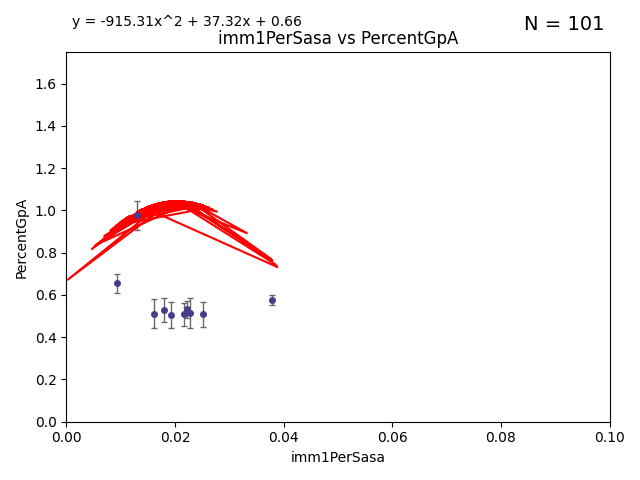 y = -915.31x^2 + 37.32x + 0.66
N = 101
imm1PerSasa vs PercentGpA
PercentGpA
1.6
1.4
1.2
1.0
0.8
0.6
0.4
0.2
0.0
0.00 0.02 0.04 0.06 0.08 0.10
imm1PerSasa